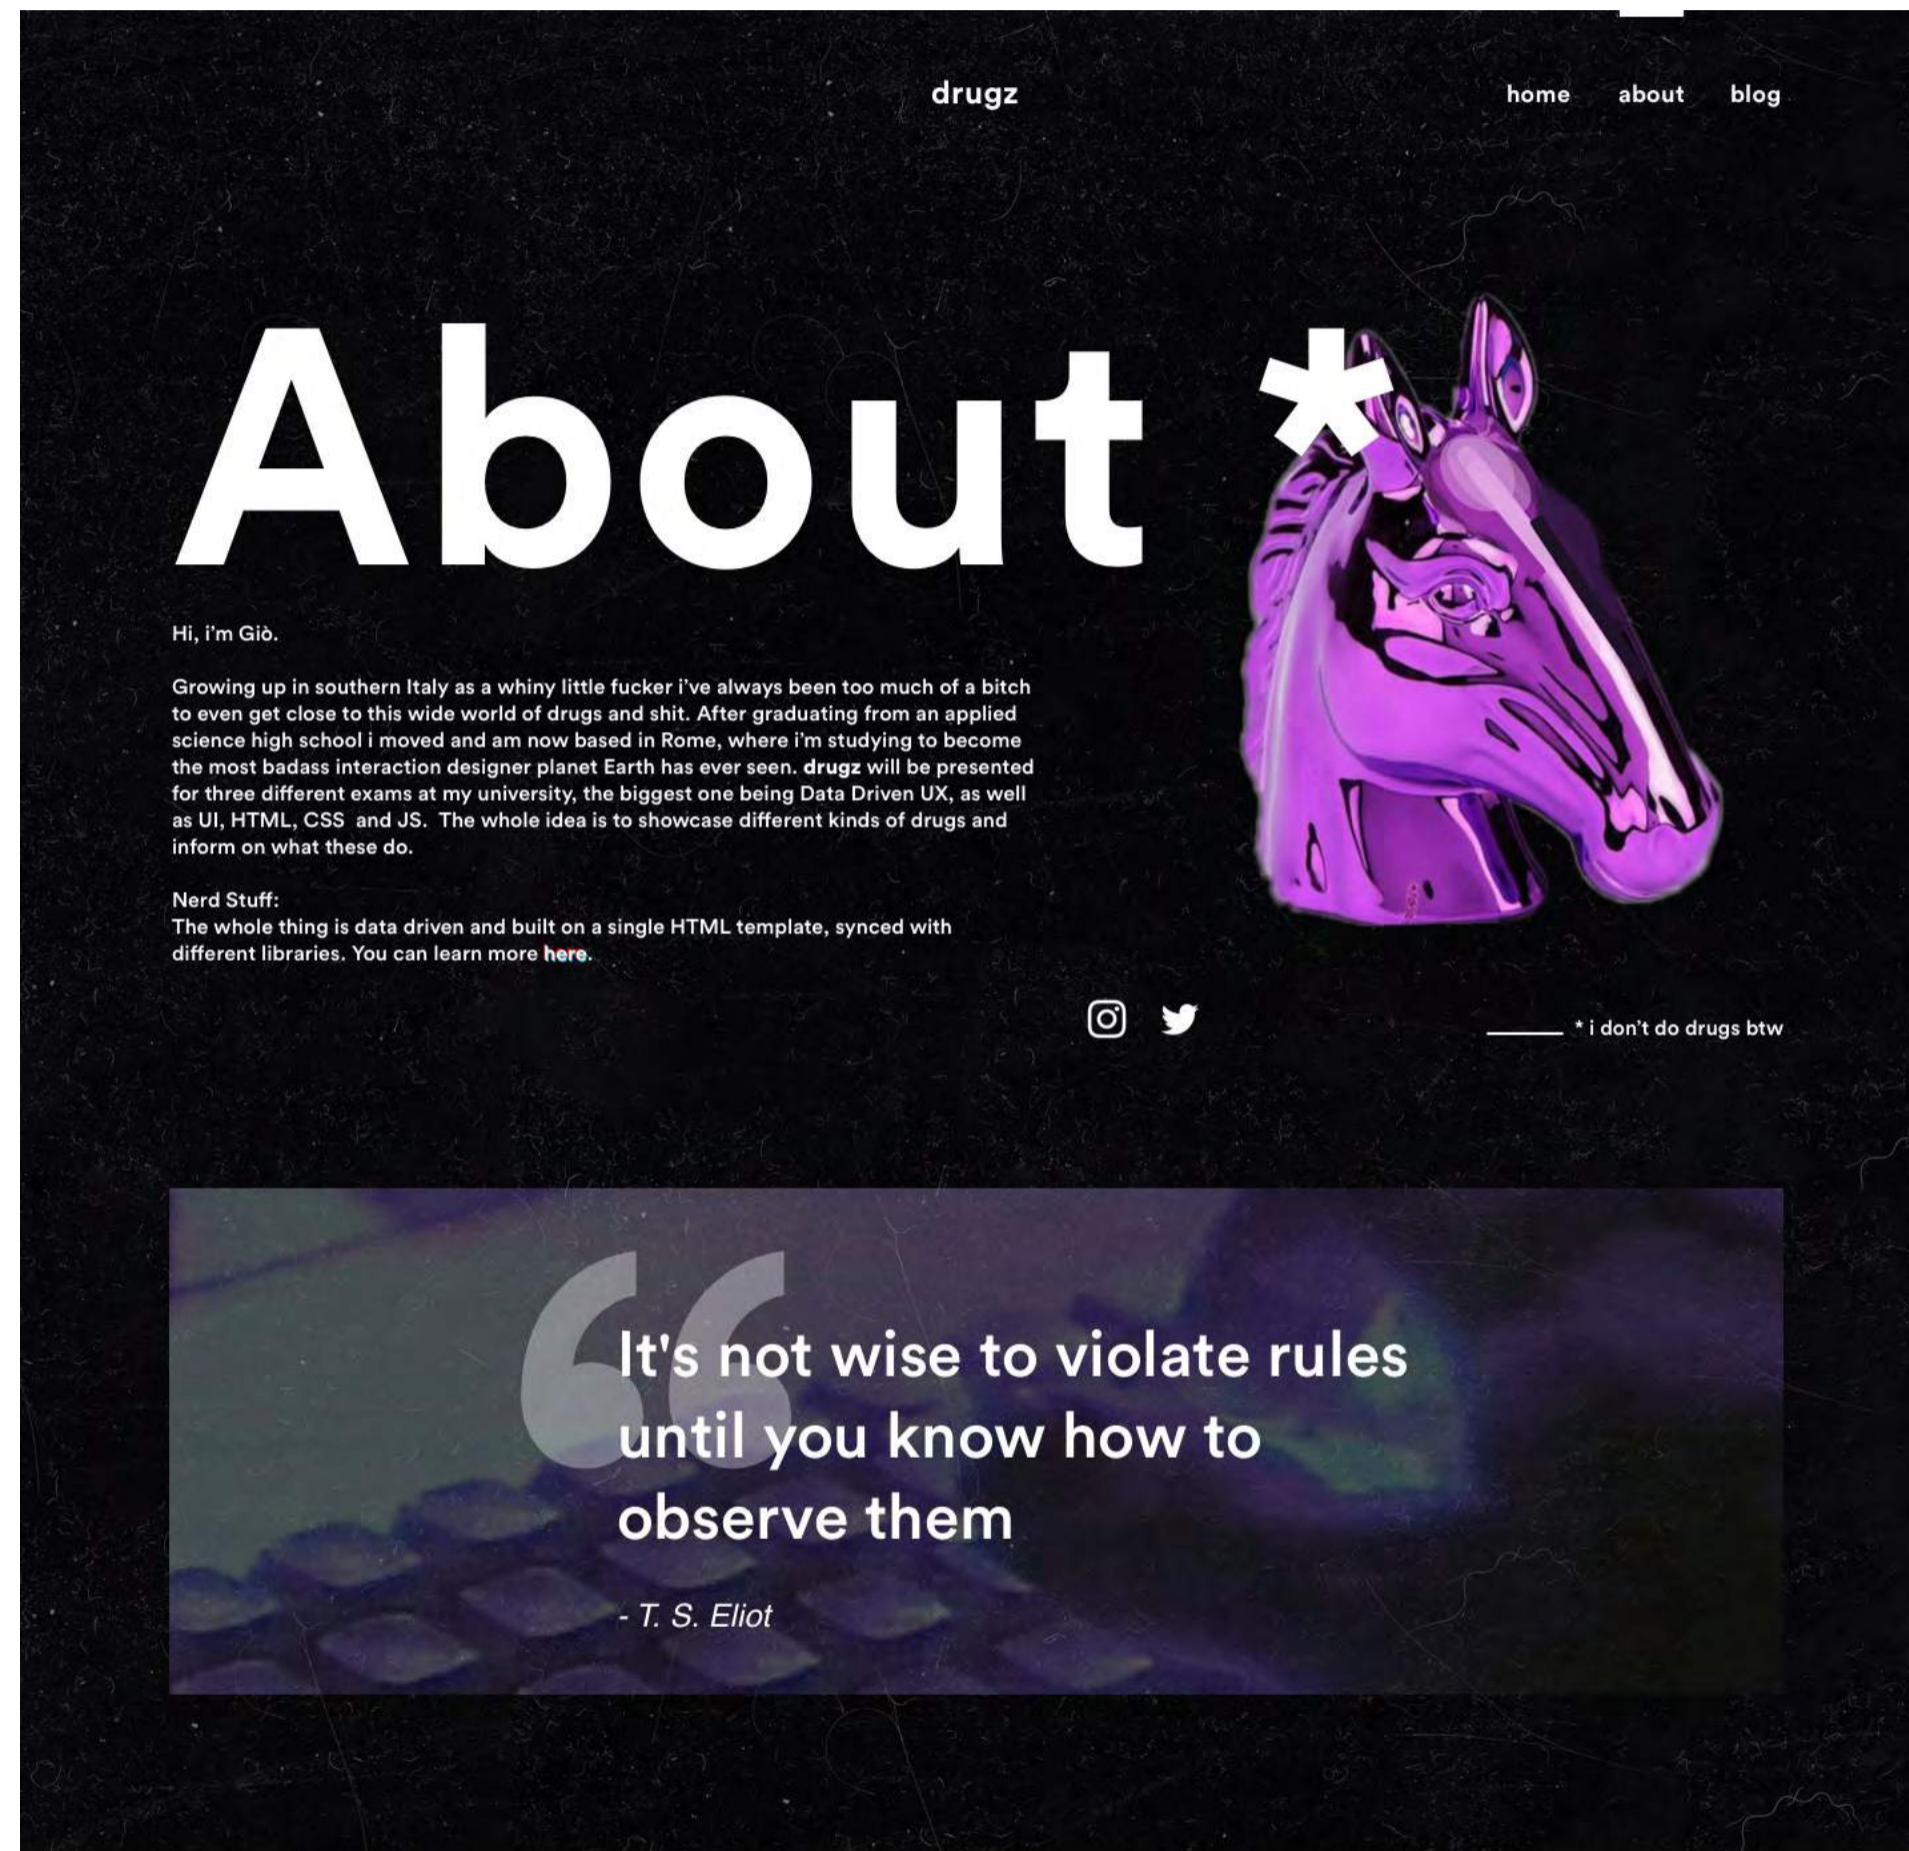 drugz
home about blog
About *
Hi, i’m Giò.
Growing up in southern Italy as a whiny little fucker i’ve always been too much of a bitch
to even get close to this wide world of drugs and shit. After graduating from an applied
science high school i moved and am now based in Rome, where i’m studying to become
the most badass interaction designer planet Earth has ever seen. drugz will be presented
for three different exams at my university, the biggest one being Data Driven UX, as well
as UI, HTML, CSS  and JS.  The whole idea is to showcase different kinds of drugs and
inform on what these do.
Nerd Stuff:
The whole thing is data driven and built on a single HTML template, synced with
different libraries. You can learn more here.
* i don’t do drugs btw
“
It's not wise to violate rules
until you know how to
observe them
- T. S. Eliot